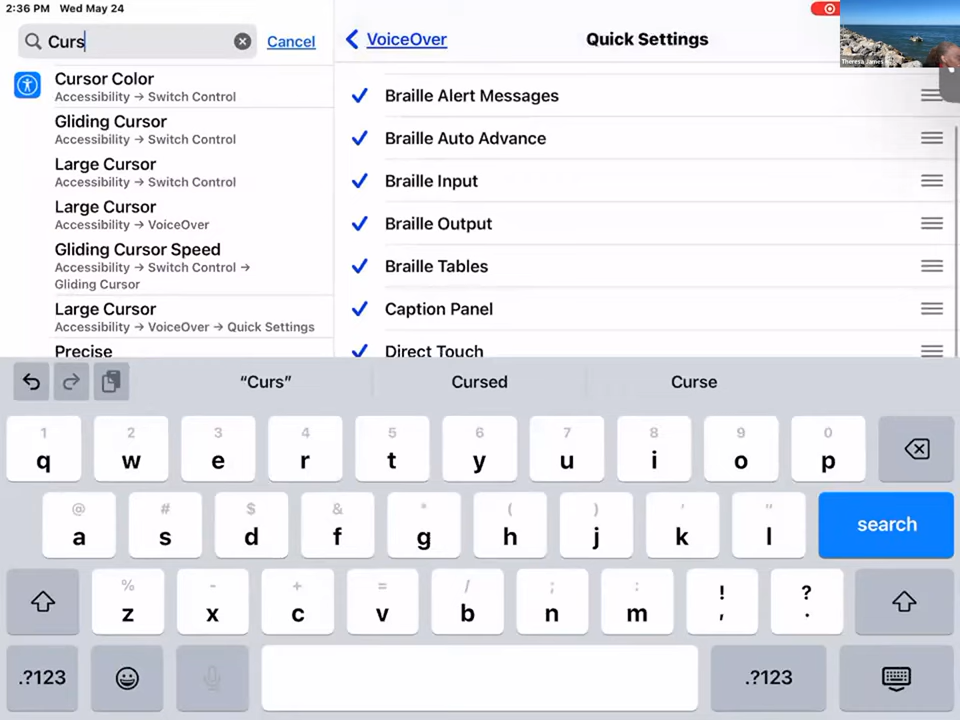 2:36 PM Wed May 24
Curs
Cancel
Cursor Color
Accessibility → Switch Control
Gliding Cursor
Accessibility → Switch Control
Large Cursor
Accessibility → Switch Control
Large Cursor
Accessibility → VoiceOver
Gliding Cursor Speed
Accessibility → Switch Control →
Gliding Cursor
Large Cursor
Accessibility → VoiceOver → Quick Settings
Precise
VoiceOver
Quick Settings
Theresa James
Braille Alert Messages
Braille Auto Advance
Braille Input
Braille Output
Braille Tables
Caption Panel
Direct Touch
“Curs” Cursed Curse
1 2 3 4 5 6 7 8 9 0
q w e r t y u i o p
@ # $ & * ( ) ' "
a s d f g h j k l search
% - + = / ; : ! ?
z x c v b n m , .
.?123 .?123